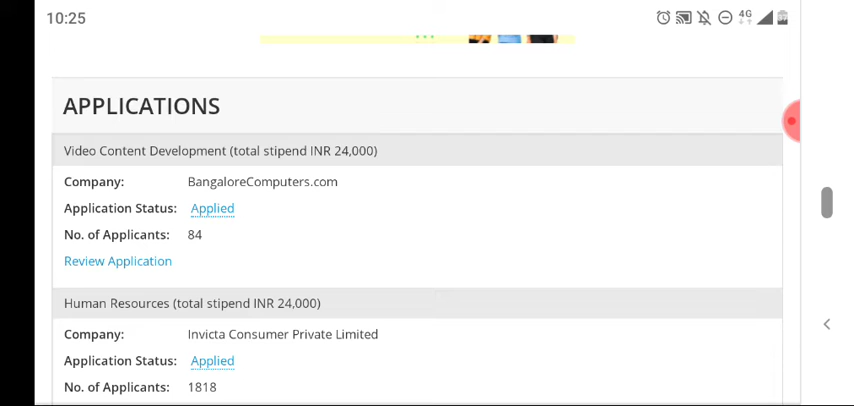 10:25
4G
APPLICATIONS
Video Content Development (total stipend INR 24,000)
Company: BangaloreComputers.com
Application Status: Applied
No. of Applicants: 84
Review Application
Human Resources (total stipend INR 24,000)
Company: Invicta Consumer Private Limited
Application Status: Applied
No. of Applicants: 1818